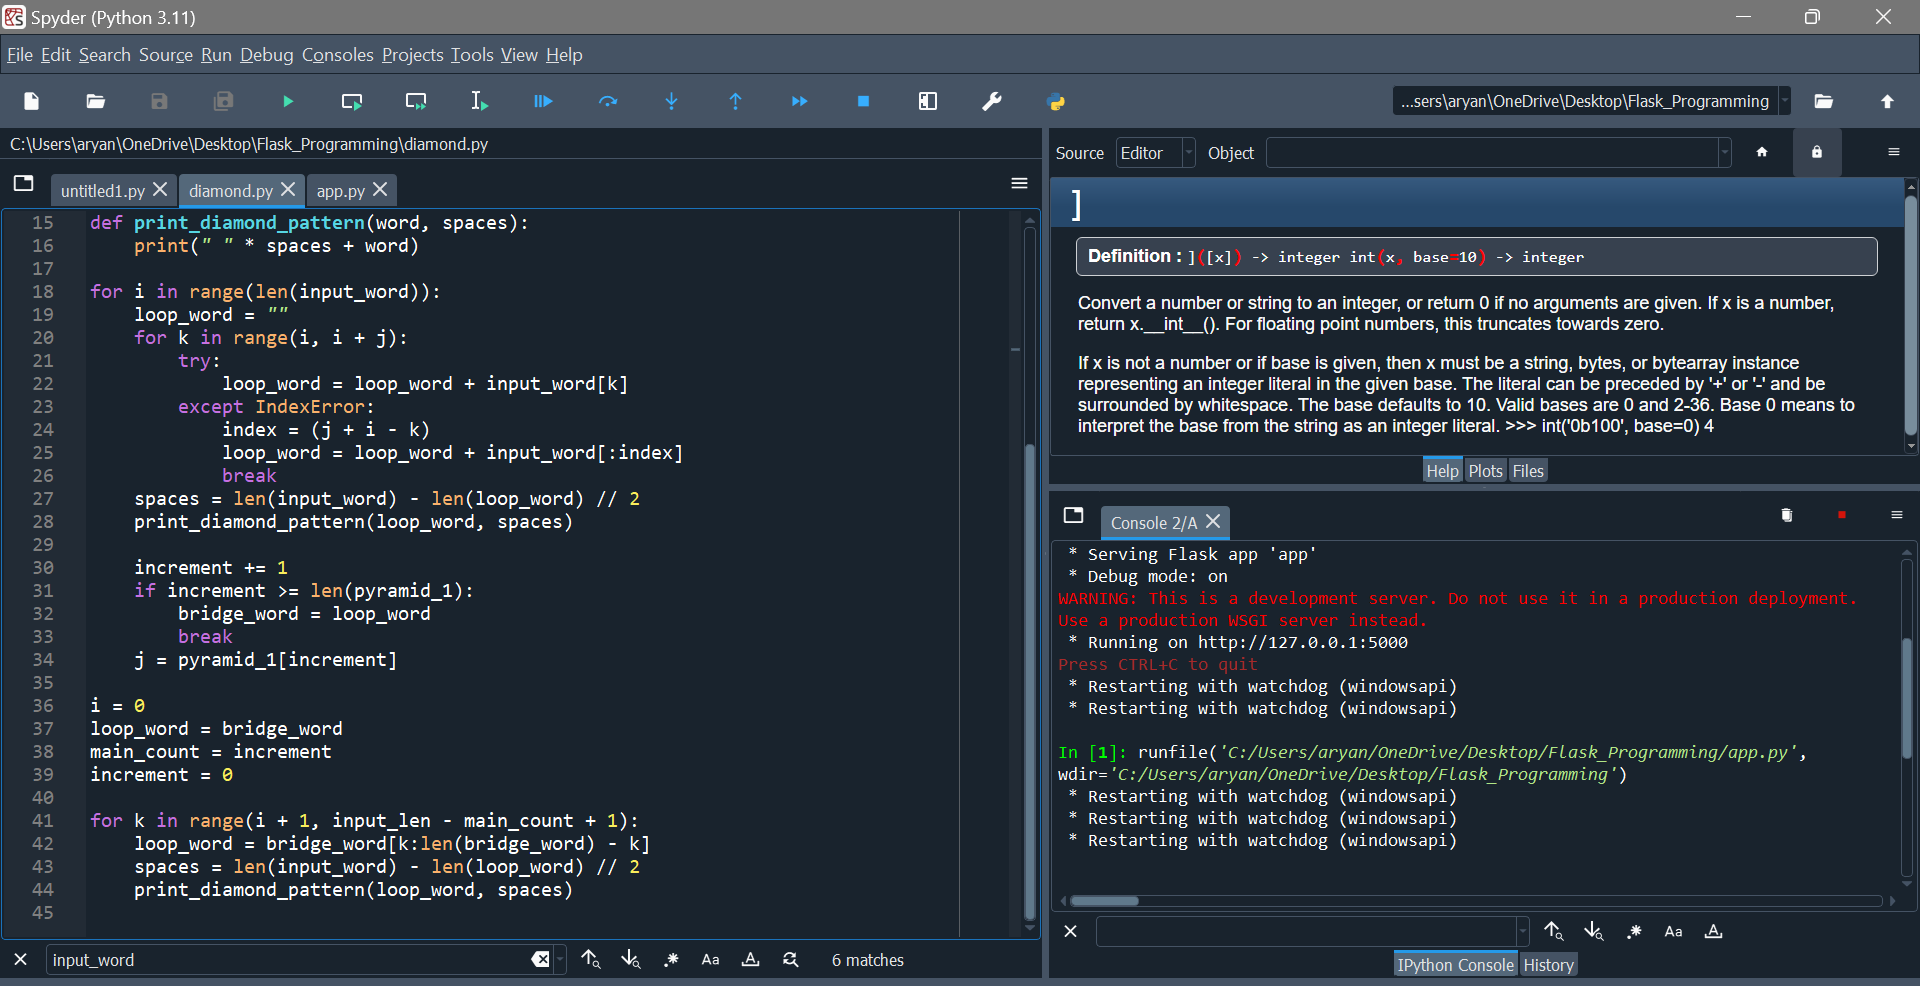 Spyder (Python 3.11)
File Edit Search Source Run Debug Consoles Projects Tools View Help
...sers\aryan\OneDrive\Desktop\Flask_Programming
C:\Users\aryan\OneDrive\Desktop\Flask_Programming\diamond.py
untitled1.py diamond.py app.py
15 def print_diamond_pattern(word, spaces):
16     print(" " * spaces + word)
17
18 for i in range(len(input_word)):
19     loop_word = ""
20     for k in range(i, i + j):
21         try:
22             loop_word = loop_word + input_word[k]
23         except IndexError:
24             index = (j + i - k)
25             loop_word = loop_word + input_word[:index]
26             break
27     spaces = len(input_word) - len(loop_word) // 2
28     print_diamond_pattern(loop_word, spaces)
29
30     increment += 1
31     if increment >= len(pyramid_1):
32         bridge_word = loop_word
33         break
34     j = pyramid_1[increment]
35
36 i = 0
37 loop_word = bridge_word
38 main_count = increment
39 increment = 0
40
41 for k in range(i + 1, input_len - main_count + 1):
42     loop_word = bridge_word[k:len(bridge_word) - k]
43     spaces = len(input_word) - len(loop_word) // 2
44     print_diamond_pattern(loop_word, spaces)
45
input_word Aa 6 matches
Source Editor Object
]
Definition : ]([x]) -> integer int(x, base=10) -> integer
Convert a number or string to an integer, or return 0 if no arguments are given. If x is a number,
return x.__int__(). For floating point numbers, this truncates towards zero.
If x is not a number or if base is given, then x must be a string, bytes, or bytearray instance
representing an integer literal in the given base. The literal can be preceded by '+' or '-' and be
surrounded by whitespace. The base defaults to 10. Valid bases are 0 and 2-36. Base 0 means to
interpret the base from the string as an integer literal. >>> int('0b100', base=0) 4
Help Plots Files
Console 2/A
* Serving Flask app 'app'
* Debug mode: on
WARNING: This is a development server. Do not use it in a production deployment.
Use a production WSGI server instead.
* Running on http://127.0.0.1:5000
Press CTRL+C to quit
* Restarting with watchdog (windowsapi)
* Restarting with watchdog (windowsapi)
In [1]: runfile('C:/Users/aryan/OneDrive/Desktop/Flask_Programming/app.py',
wdir='C:/Users/aryan/OneDrive/Desktop/Flask_Programming')
* Restarting with watchdog (windowsapi)
* Restarting with watchdog (windowsapi)
* Restarting with watchdog (windowsapi)
Aa
IPython Console History